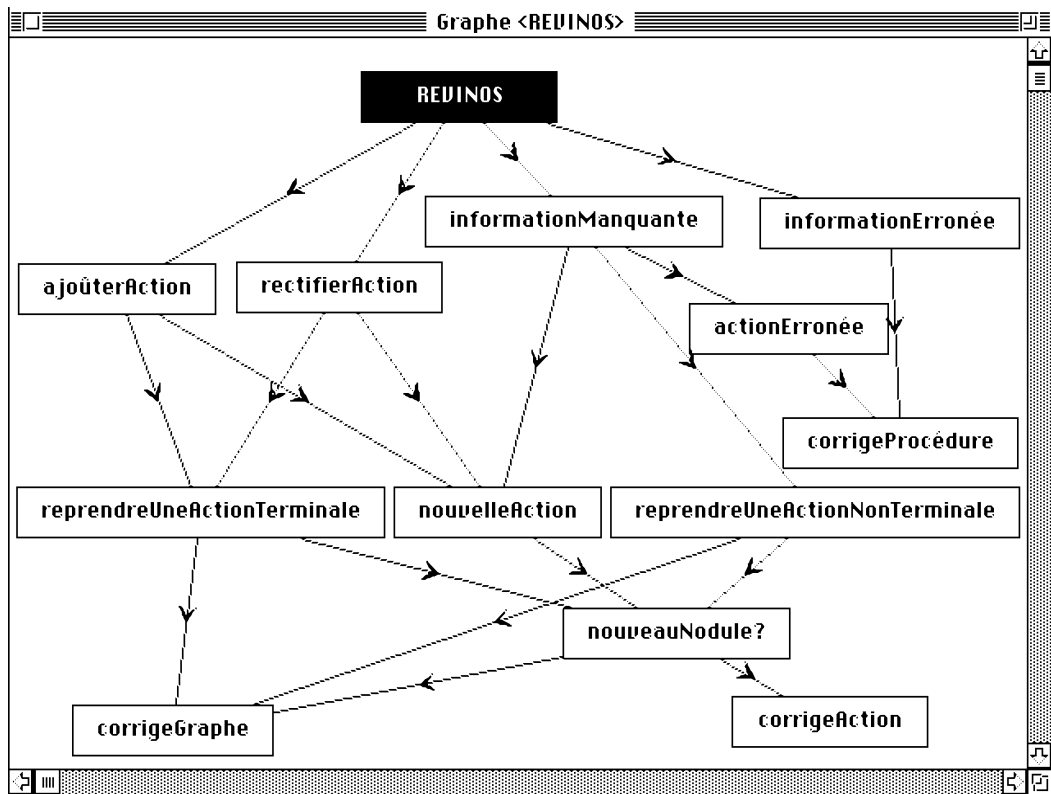 Graphe <REVINOS>
REVINOS
informationManquante
informationErronée
ajoûterAction
rectifierAction
actionErronée
corrigeProcédure
reprendreUneActionTerminale
nouvelleAction
reprendreUneActionNonTerminale
nouveauNodule?
corrigeGraphe
corrigeAction